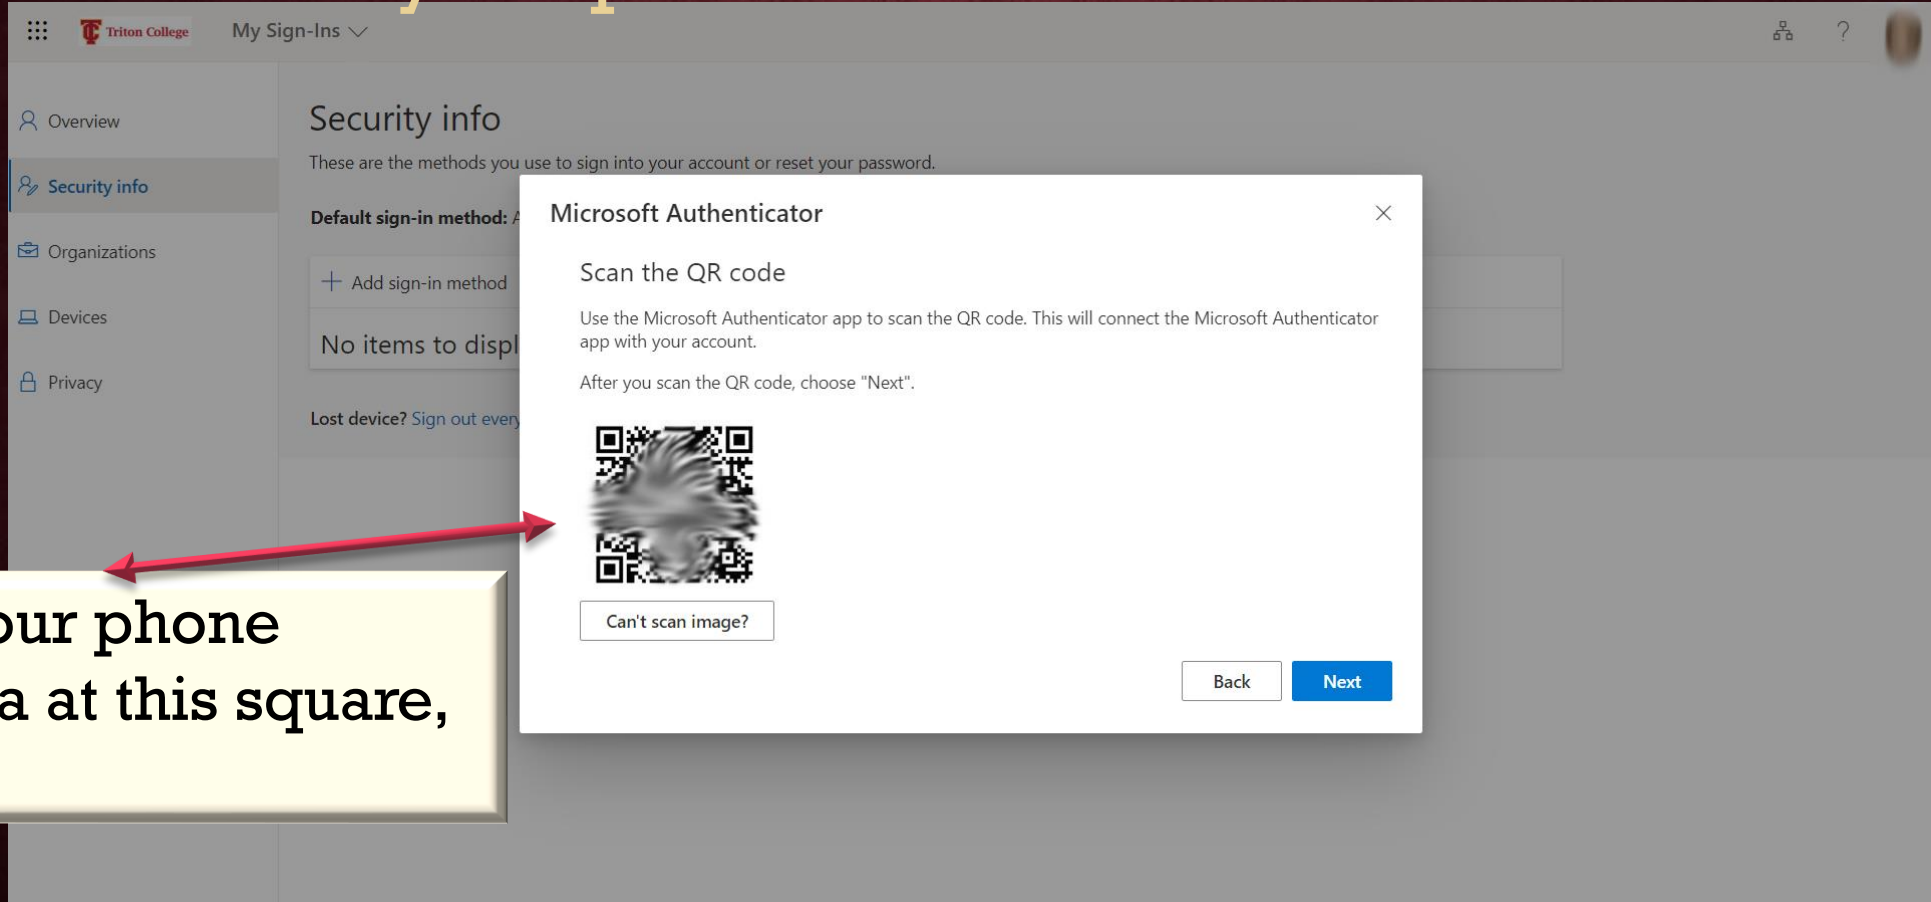 Triton College My Sign-Ins
Overview
Security info
Organizations
Devices
Privacy
Security info
These are the methods you use to sign into your account or reset your password.
Default sign-in method:
Add sign-in method
No items to displ
Lost device? Sign out every
Microsoft Authenticator
Scan the QR code
Use the Microsoft Authenticator app to scan the QR code. This will connect the Microsoft Authenticator
app with your account.
After you scan the QR code, choose "Next".
Can't scan image?
Back Next
our phone
a at this square,